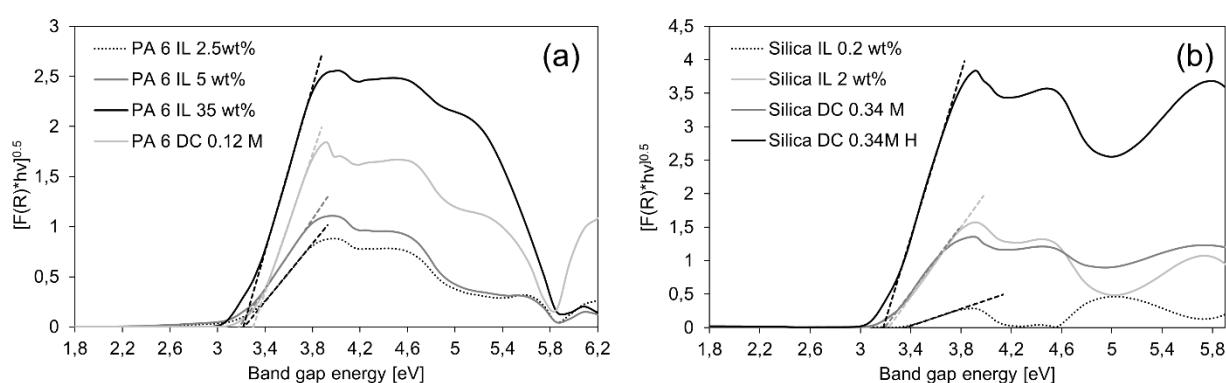 (a)
PA 6 IL 2.5wt%
PA 6 IL 5 wt%
PA 6 IL 35 wt%
PA 6 DC 0.12 M
[F(R)*hv]0.5
3
2,5
2
1,5
1
0,5
0
1,8 2,2 2,6 3 3,4 3,8 4,2 4,6 5 5,4 5,8 6,2
Band gap energy [eV]
(b)
Silica IL 0.2 wt%
Silica IL 2 wt%
Silica DC 0.34 M
Silica DC 0.34M H
[F(R)*hv]0.5
4,5
4
3,5
3
2,5
2
1,5
1
0,5
0
1,8 2,2 2,6 3 3,4 3,8 4,2 4,6 5 5,4 5,8
Band gap energy [eV]